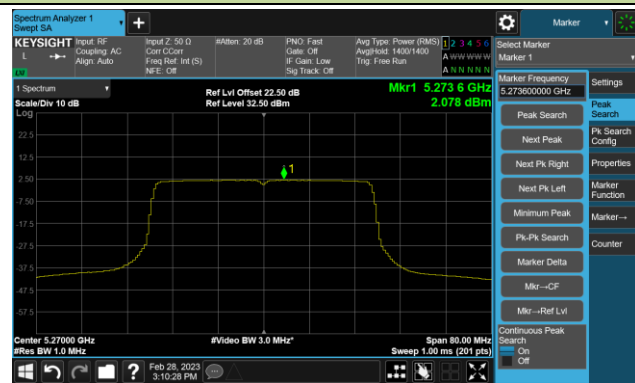 Spectrum Analyzer 1
Swept SA
+
Marker
KEYSIGHT
L
LU
Input: RF
Coupling: AC
Align: Auto
Input Z: 50 Ω
Corr CCorr
Freq Ref: Int (S)
NFE: Off
#Atten: 20 dB
PNO: Fast
Gate: Off
IF Gain: Low
Sig Track: Off
Avg Type: Power (RMS)
Avg|Hold: 1400/1400
Trig: Free Run
1 2 3 4 5 6
A W W W W W
A N N N N N
Select Marker
Marker 1
1 Spectrum
Scale/Div 10 dB
Log
Ref Lvl Offset 22.50 dB
Ref Level 32.50 dBm
Mkr1 5.273 6 GHz
2.078 dBm
22.5
12.5
2.50
-7.50
-17.5
-27.5
-37.5
-47.5
-57.5
1
Center 5.27000 GHz
#Res BW 1.0 MHz
#Video BW 3.0 MHz*
Span 80.00 MHz
Sweep 1.00 ms (201 pts)
Marker Frequency
5.273600000 GHz
Peak Search
Next Peak
Next Pk Right
Next Pk Left
Minimum Peak
Pk-Pk Search
Marker Delta
Mkr→CF
Mkr→Ref Lvl
Continuous Peak
Search
On
Off
Settings
Peak
Search
Pk Search
Config
Properties
Marker
Function
Marker→
Counter
?
Feb 28, 2023
3:10:28 PM